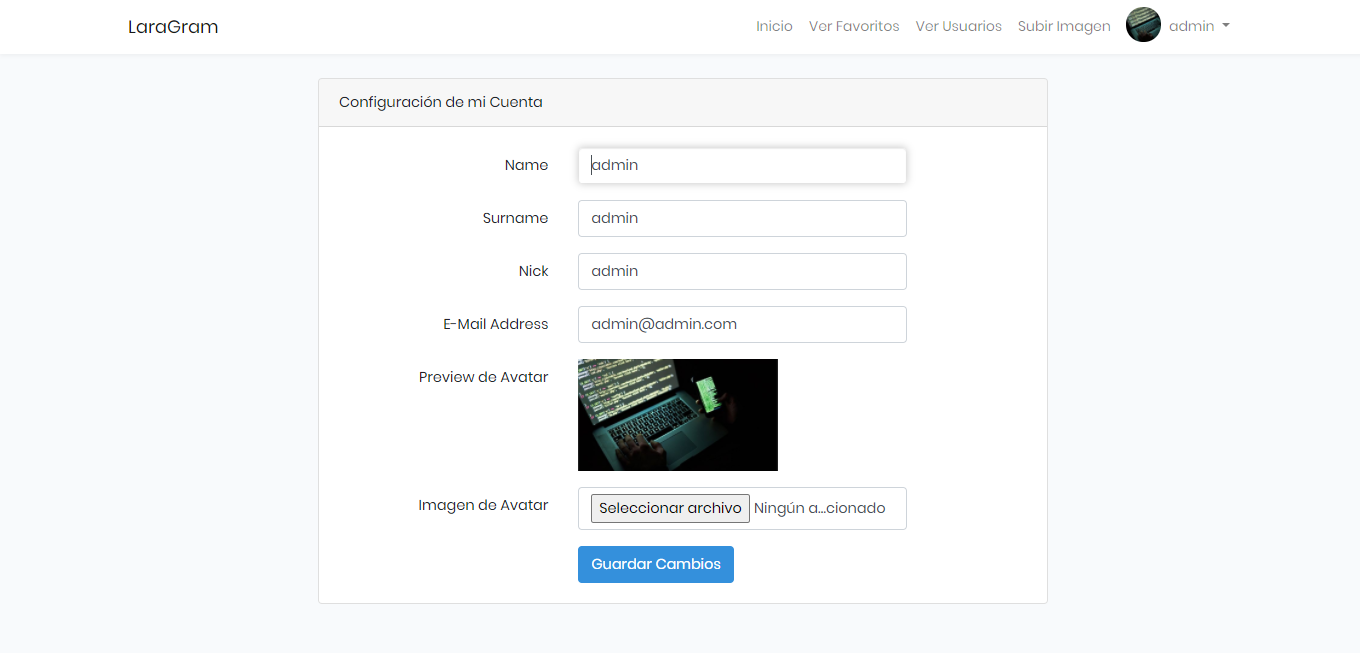 LaraGram
Inicio Ver Favoritos Ver Usuarios Subir Imagen admin
Configuración de mi Cuenta
Name admin
Surname admin
Nick admin
E-Mail Address admin@admin.com
Preview de Avatar
Imagen de Avatar Seleccionar archivo Ningún a...cionado
Guardar Cambios